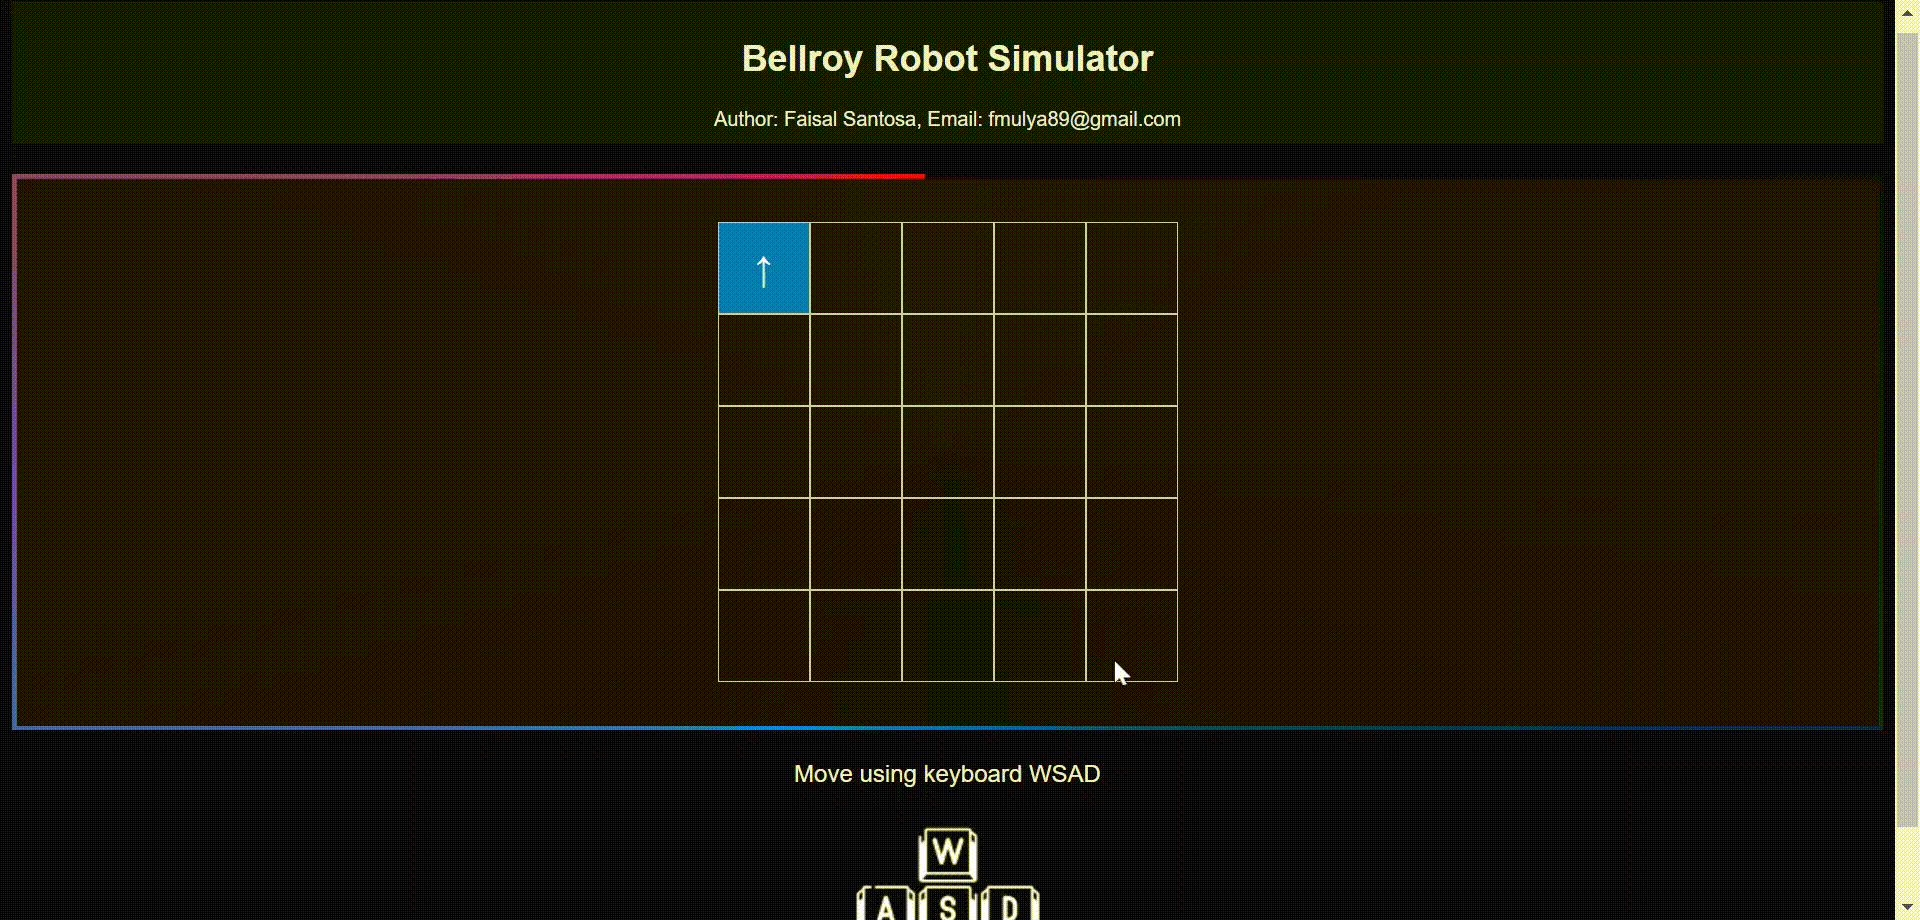 Bellroy Robot Simulator
Author: Faisal Santosa, Email: fmulya89@gmail.com
↑
Move using keyboard WSAD
W
A S D